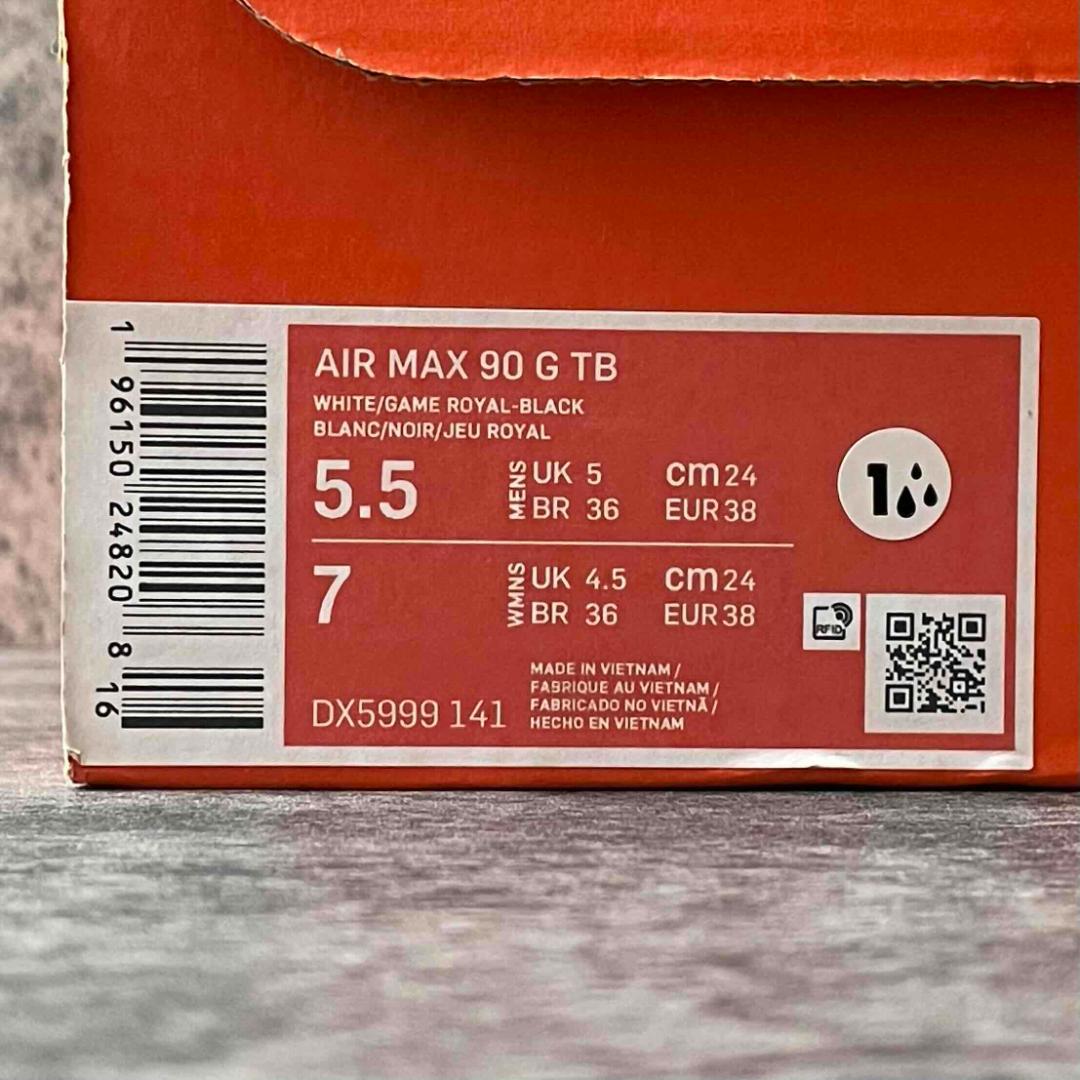 AIR MAX 90 G TB
WHITE/GAME ROYAL-BLACK
BLANC/NOIR/JEU ROYAL
5.5 MENS UK 5 cm 24
BR 36 EUR 38
7 WMNS UK 4.5 cm 24
BR 36 EUR 38
MADE IN VIETNAM /
FABRIQUE AU VIETNAM /
FABRICADO NO VIETNÃ /
HECHO EN VIETNAM
DX5999 141
10
RFID
1 96150 24820 8 16